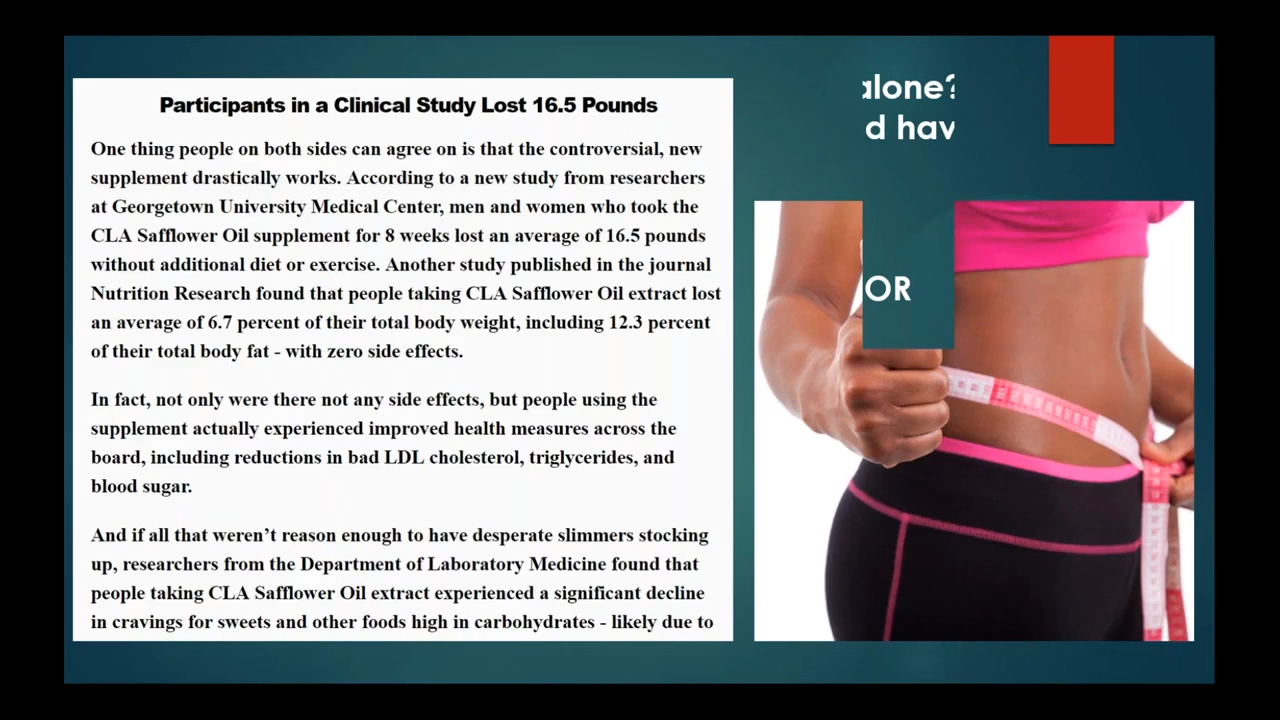 Participants in a Clinical Study Lost 16.5 Pounds
One thing people on both sides can agree on is that the controversial, new
supplement drastically works. According to a new study from researchers
at Georgetown University Medical Center, men and women who took the
CLA Safflower Oil supplement for 8 weeks lost an average of 16.5 pounds
without additional diet or exercise. Another study published in the journal
Nutrition Research found that people taking CLA Safflower Oil extract lost
an average of 6.7 percent of their total body weight, including 12.3 percent
of their total body fat - with zero side effects.
In fact, not only were there not any side effects, but people using the
supplement actually experienced improved health measures across the
board, including reductions in bad LDL cholesterol, triglycerides, and
blood sugar.
And if all that weren’t reason enough to have desperate slimmers stocking
up, researchers from the Department of Laboratory Medicine found that
people taking CLA Safflower Oil extract experienced a significant decline
in cravings for sweets and other foods high in carbohydrates - likely due to
alone?
d hav
OR